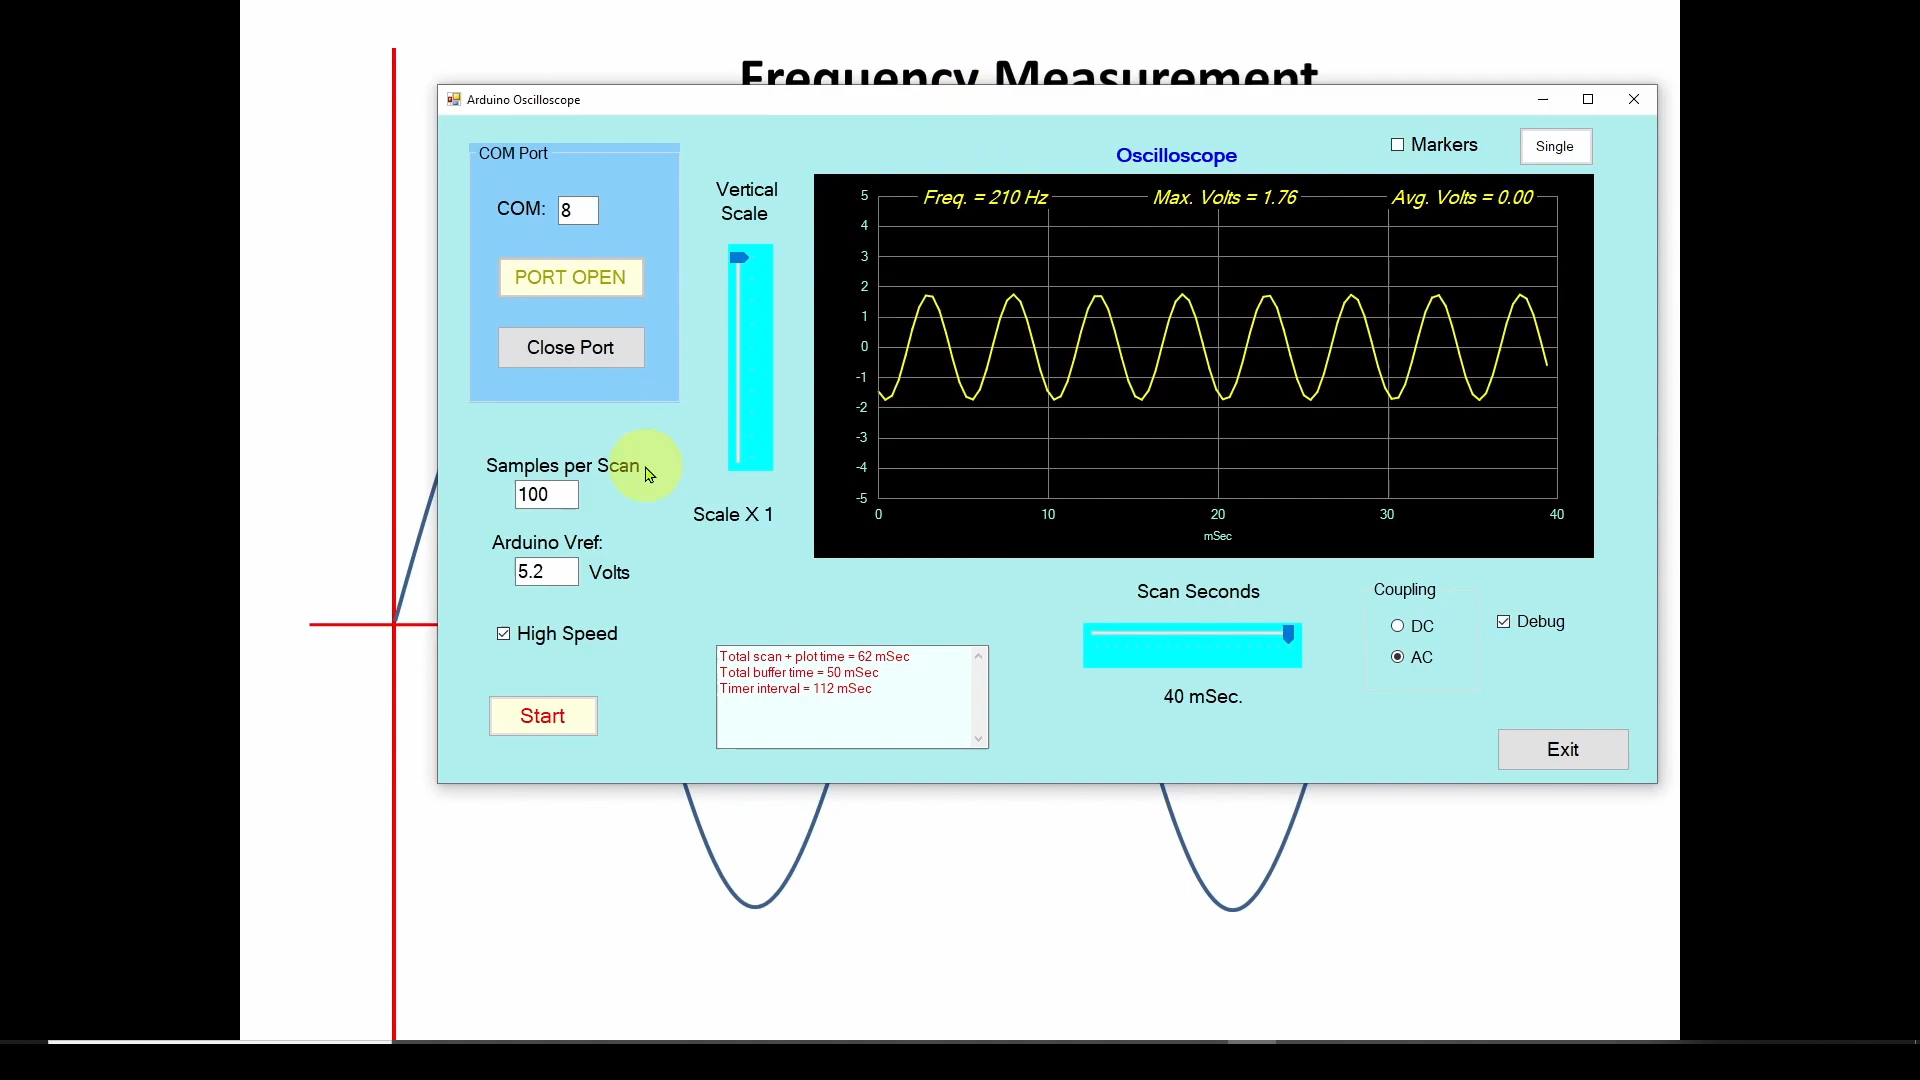 Frequency Measurement
Arduino Oscilloscope
COM Port
COM: 8
PORT OPEN
Close Port
Samples per Scan
100
Arduino Vref:
5.2 Volts
High Speed
Start
Vertical
Scale
Scale X 1
Total scan + plot time = 62 mSec
Total buffer time = 50 mSec
Timer interval = 112 mSec
Oscilloscope
Markers
Single
Freq. = 210 Hz
Max. Volts = 1.76
Avg. Volts = 0.00
5
4
3
2
1
0
-1
-2
-3
-4
-5
0 10 20 30 40
mSec
Scan Seconds
40 mSec.
Coupling
DC
AC
Debug
Exit